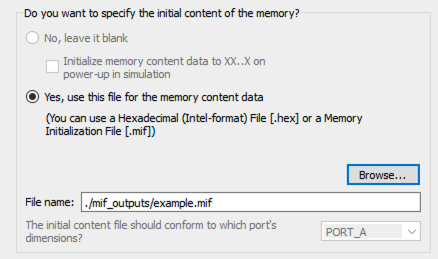 Do you want to specify the initial content of the memory?
No, leave it blank
Initialize memory content data to XX..X on
power-up in simulation
Yes, use this file for the memory content data
(You can use a Hexadecimal (Intel-format) File [.hex] or a Memory
Initialization File [.mif])
Browse...
File name: ./mif_outputs/example.mif
The initial content file should conform to which port's
dimensions?
PORT_A